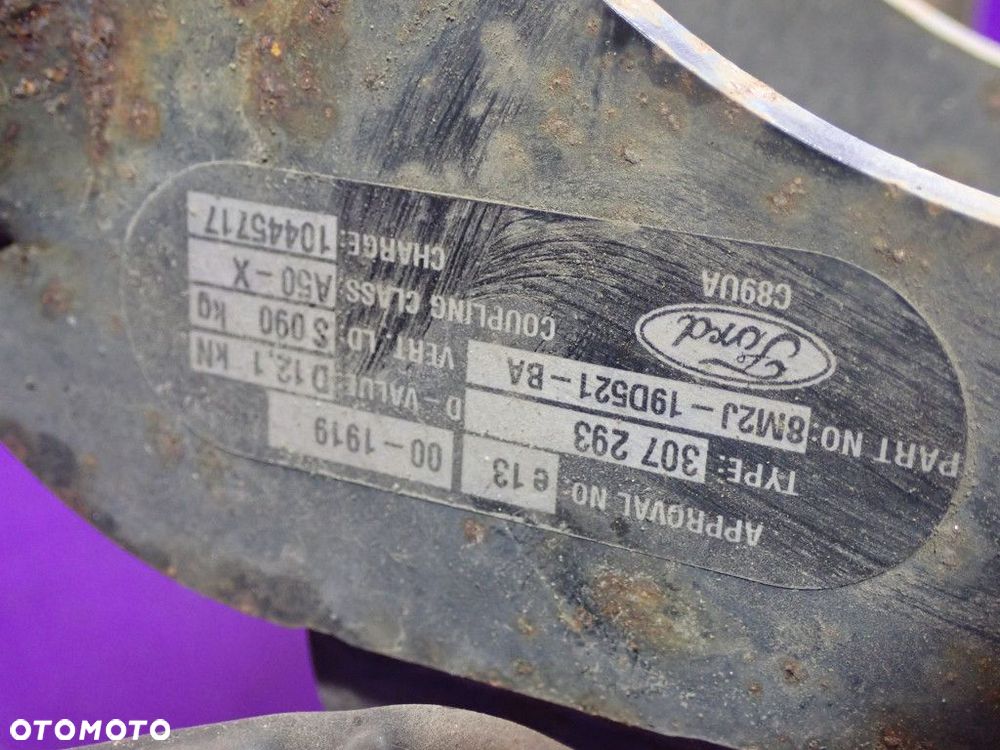 APPROVAL NO: e 13 00-1919
TYPE: 307 293
PART NO: 8M2J-19D521-BA
D-VALUE: D 12,1 kN
VERT. LD: S 090 kg
Ford
COUPLING CLASS: A50-X
C89UA
CHARGE: 10445717
OTOMOTO